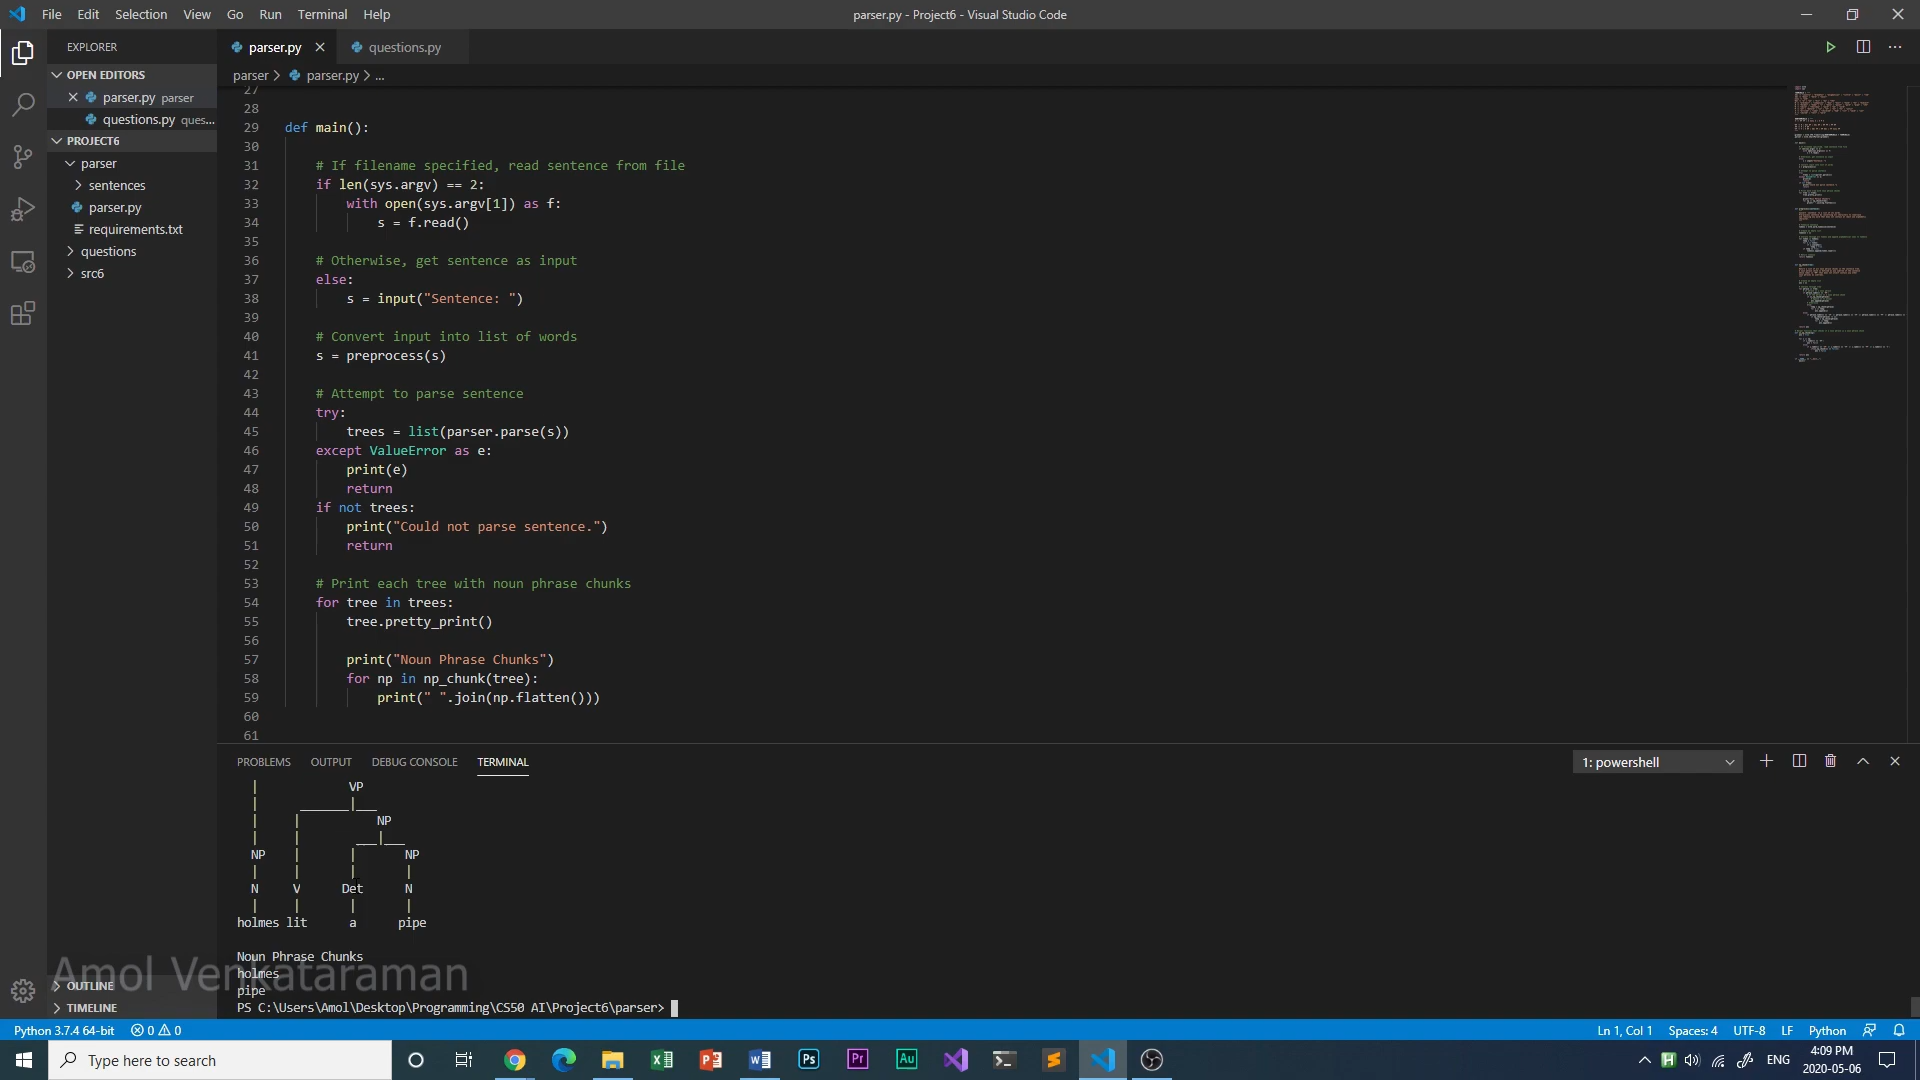 File Edit Selection View Go Run Terminal Help
parser.py - Project6 - Visual Studio Code
EXPLORER
OPEN EDITORS
parser.py parser
questions.py ques...
PROJECT6
parser
sentences
parser.py
requirements.txt
questions
src6
OUTLINE
TIMELINE
parser.py questions.py
parser > parser.py > ...
27
28
29 def main():
30
31 # If filename specified, read sentence from file
32 if len(sys.argv) == 2:
33 with open(sys.argv[1]) as f:
34 s = f.read()
35
36 # Otherwise, get sentence as input
37 else:
38 s = input("Sentence: ")
39
40 # Convert input into list of words
41 s = preprocess(s)
42
43 # Attempt to parse sentence
44 try:
45 trees = list(parser.parse(s))
46 except ValueError as e:
47 print(e)
48 return
49 if not trees:
50 print("Could not parse sentence.")
51 return
52
53 # Print each tree with noun phrase chunks
54 for tree in trees:
55 tree.pretty_print()
56
57 print("Noun Phrase Chunks")
58 for np in np_chunk(tree):
59 print(" ".join(np.flatten()))
60
61
PROBLEMS OUTPUT DEBUG CONSOLE TERMINAL
1: powershell
VP
NP
NP NP
N V Det N
holmes lit a pipe
Noun Phrase Chunks
holmes
pipe
PS C:\Users\Amol\Desktop\Programming\CS50 AI\Project6\parser>
Amol Venkataraman
Python 3.7.4 64-bit 0 0
Ln 1, Col 1 Spaces: 4 UTF-8 LF Python
Type here to search
Ps Pr Au
ENG
4:09 PM
2020-05-06